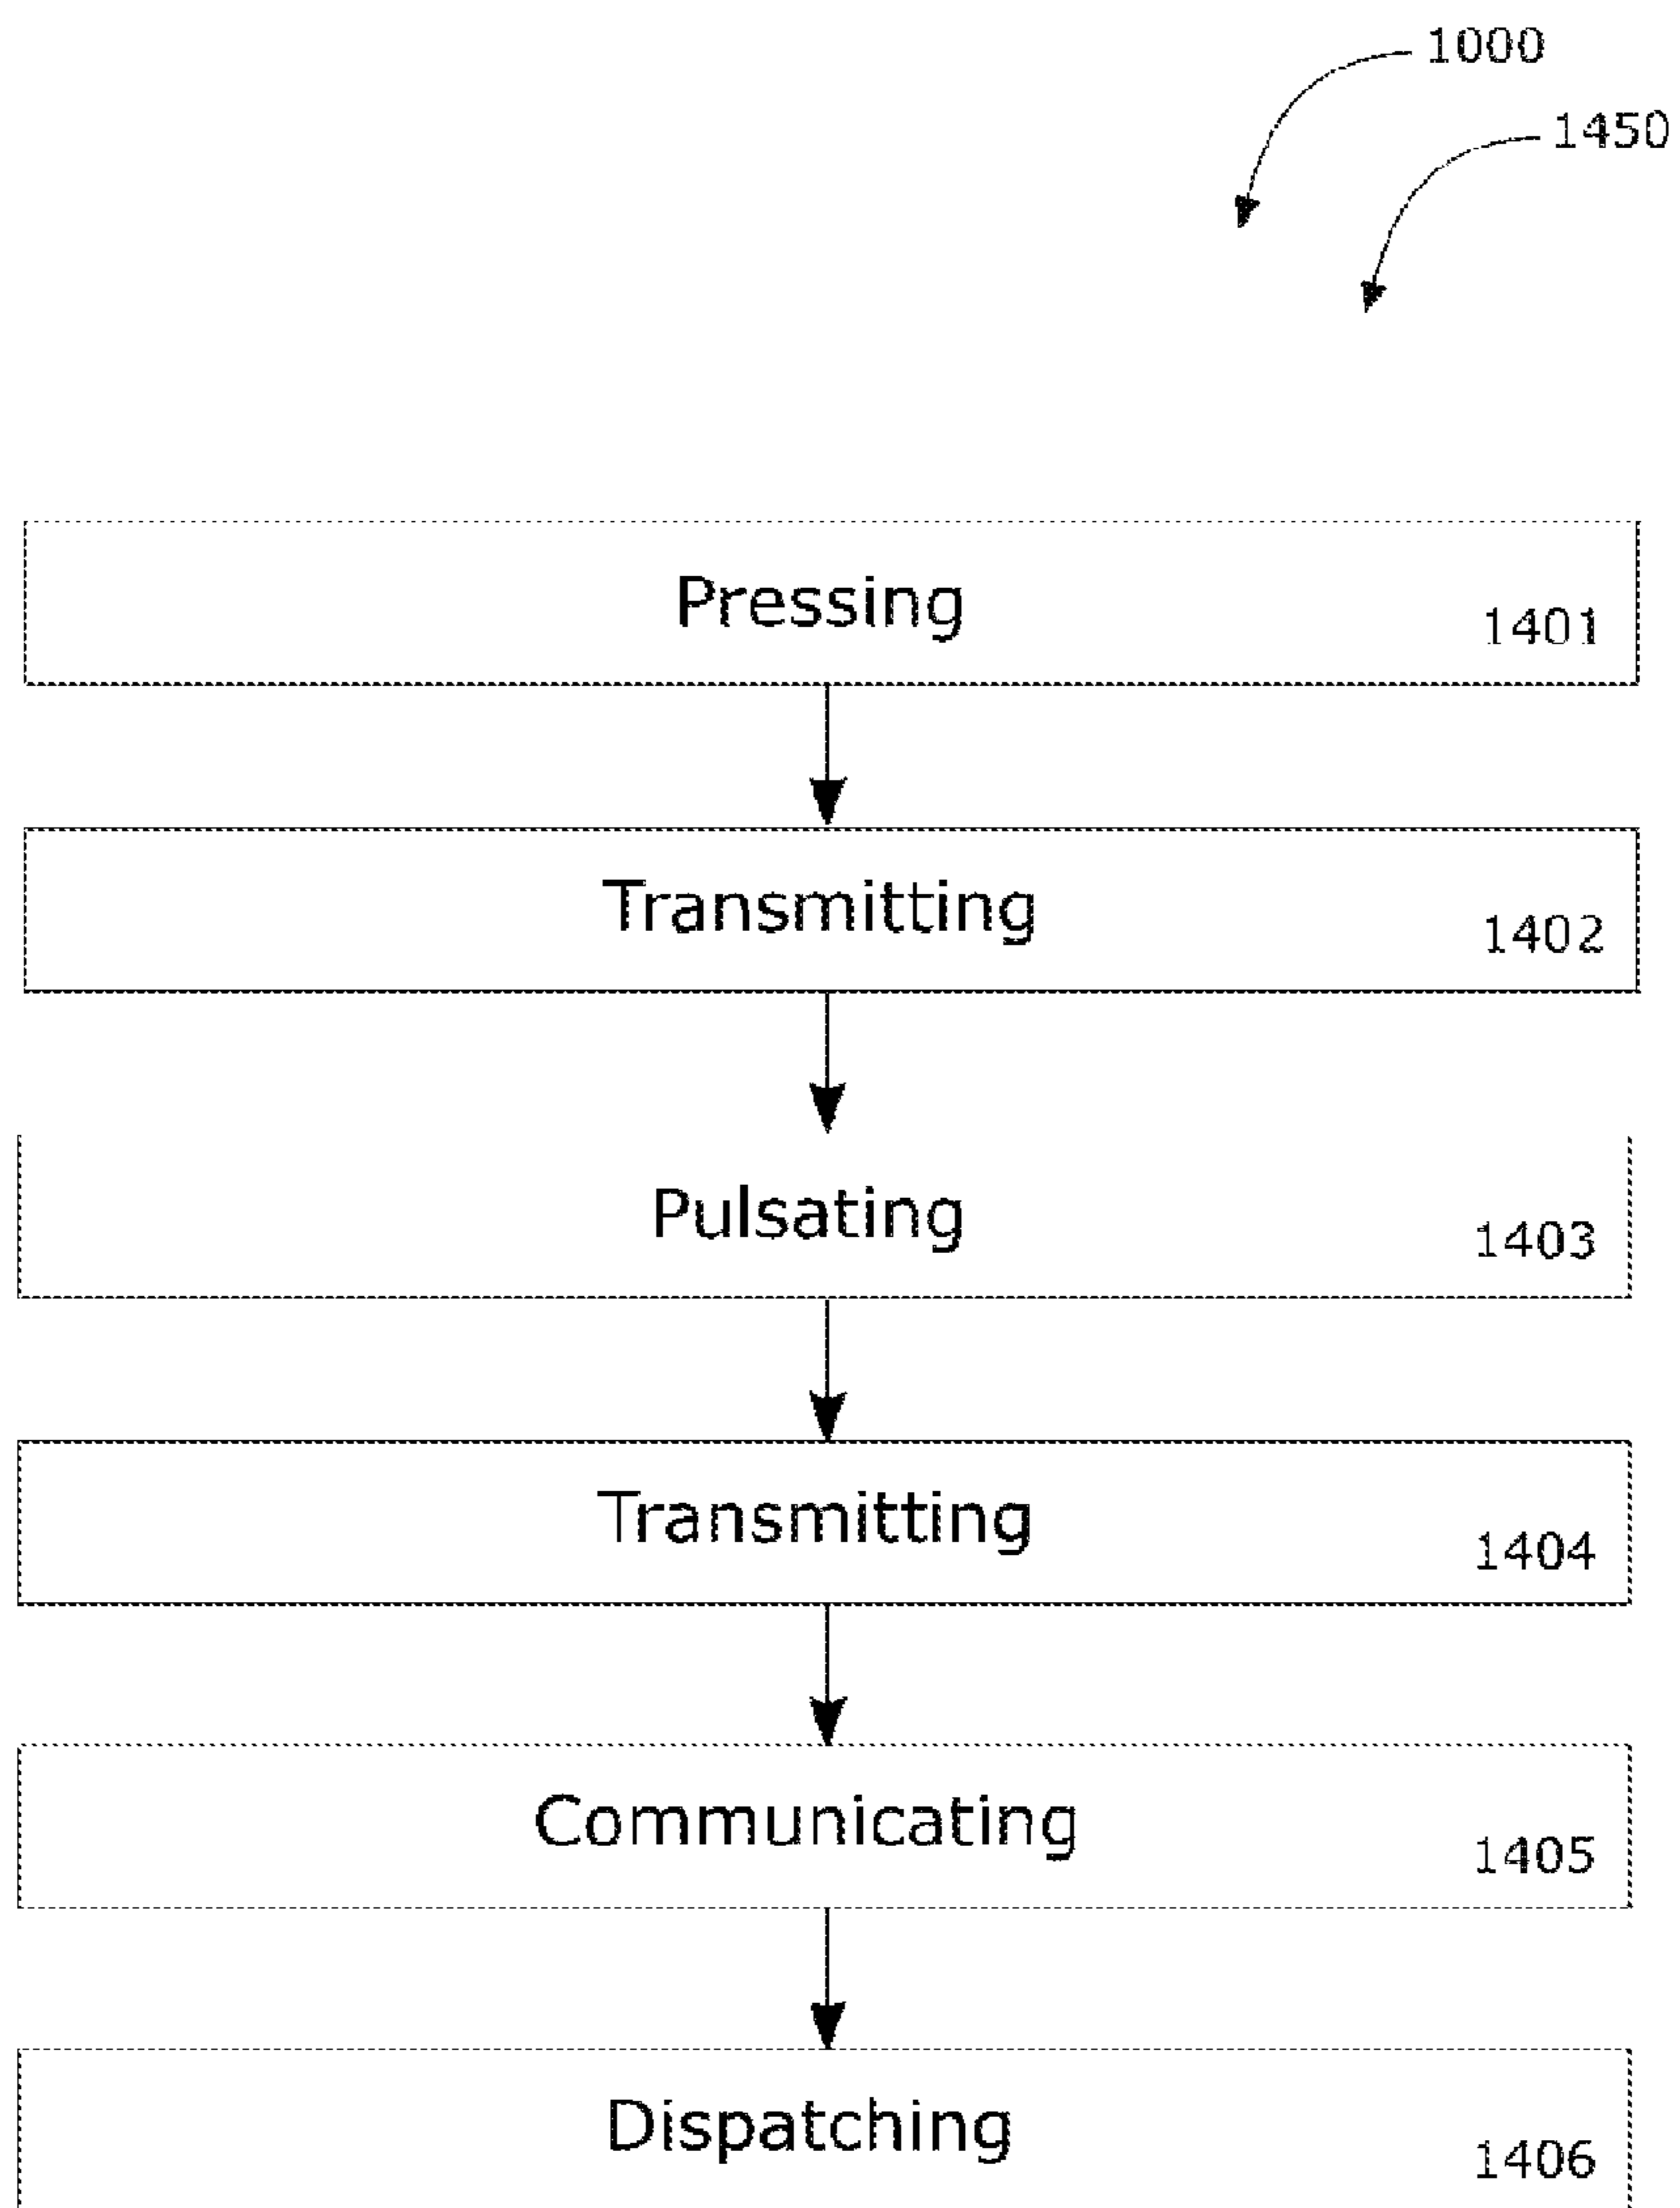 1000
1450
Pressing 1401
Transmitting 1402
Pulsating 1403
Transmitting 1404
Communicating 1405
Dispatching 1406